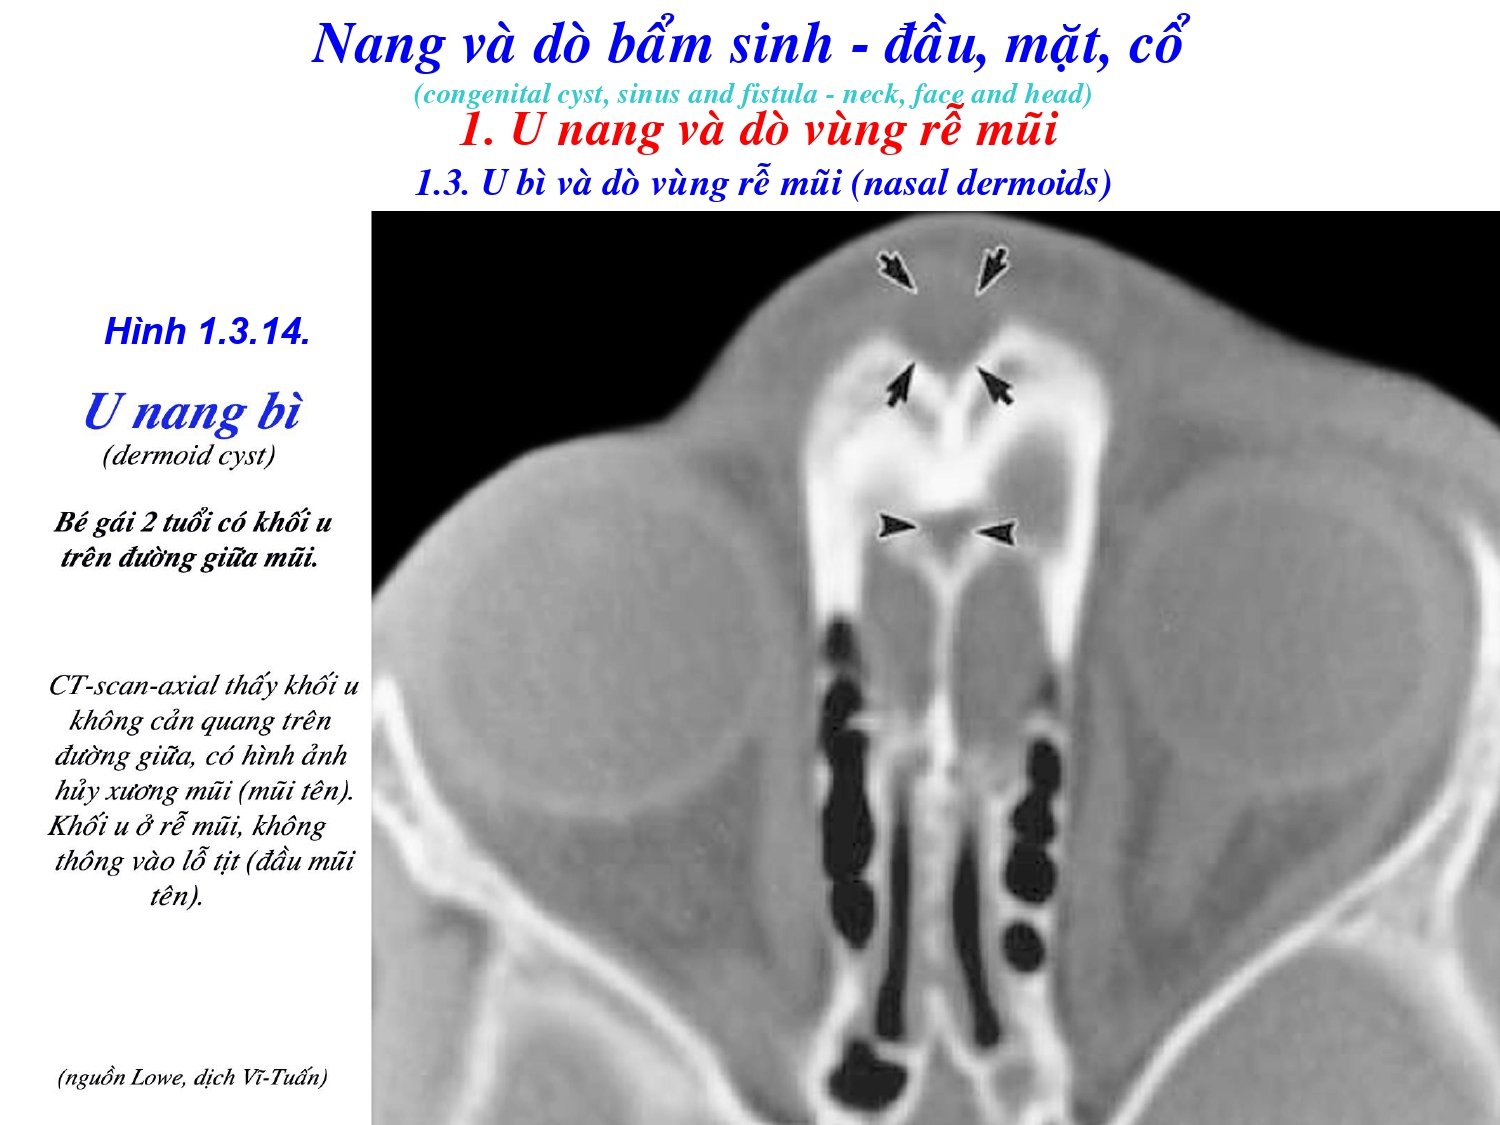 Nang và dò bẩm sinh - đầu, mặt, cổ
(congenital cyst, sinus and fistula - neck, face and head)
1. U nang và dò vùng rễ mũi
1.3. U bì và dò vùng rễ mũi (nasal dermoids)
Hình 1.3.14.
U nang bì
(dermoid cyst)
Bé gái 2 tuổi có khối u
trên đường giữa mũi.
CT-scan-axial thấy khối u
không cản quang trên
đường giữa, có hình ảnh
hủy xương mũi (mũi tên).
Khối u ở rễ mũi, không
thông vào lỗ tịt (đầu mũi
tên).
(nguồn Lowe, dịch Vĩ-Tuấn)